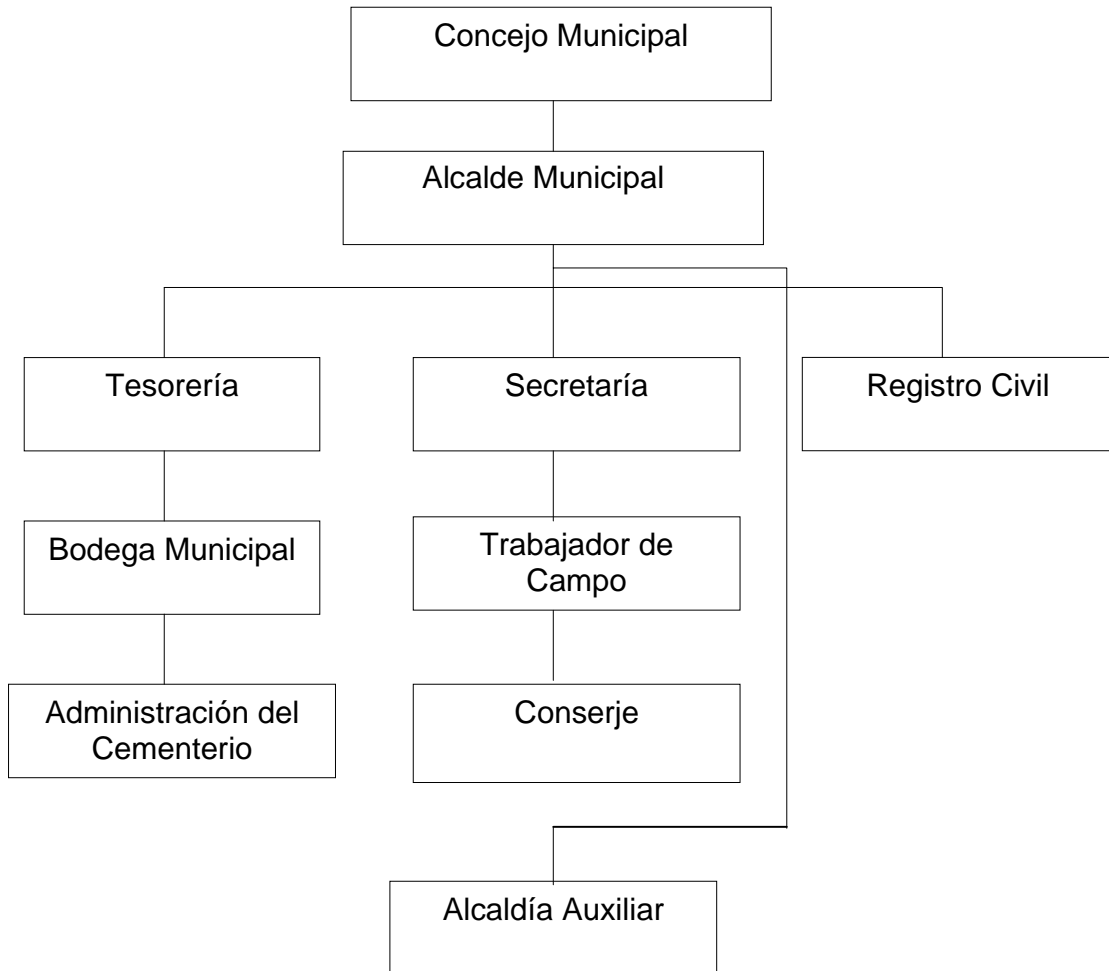 Concejo Municipal
Alcalde Municipal
Tesorería
Secretaría
Registro Civil
Bodega Municipal
Trabajador de
Campo
Administración del
Cementerio
Conserje
Alcaldía Auxiliar